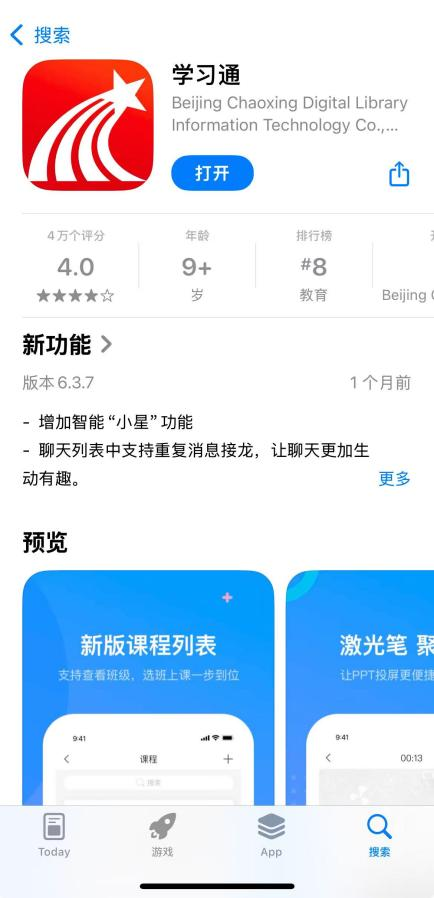 搜索
学习通
Beijing Chaoxing Digital Library
Information Technology Co.,...
打开
4万个评分
年龄
排行榜
4.0
9+
#8
岁
教育
Beijing
新功能
版本 6.3.7
1 个月前
- 增加智能“小星”功能
- 聊天列表中支持重复消息接龙，让聊天更加生
动有趣。
更多
预览
新版课程列表
支持查看班级，选班上课一步到位
激光笔 聚
让PPT投屏更便捷
9:41
课程
搜索
9:41
00:13
Today
游戏
App
搜索